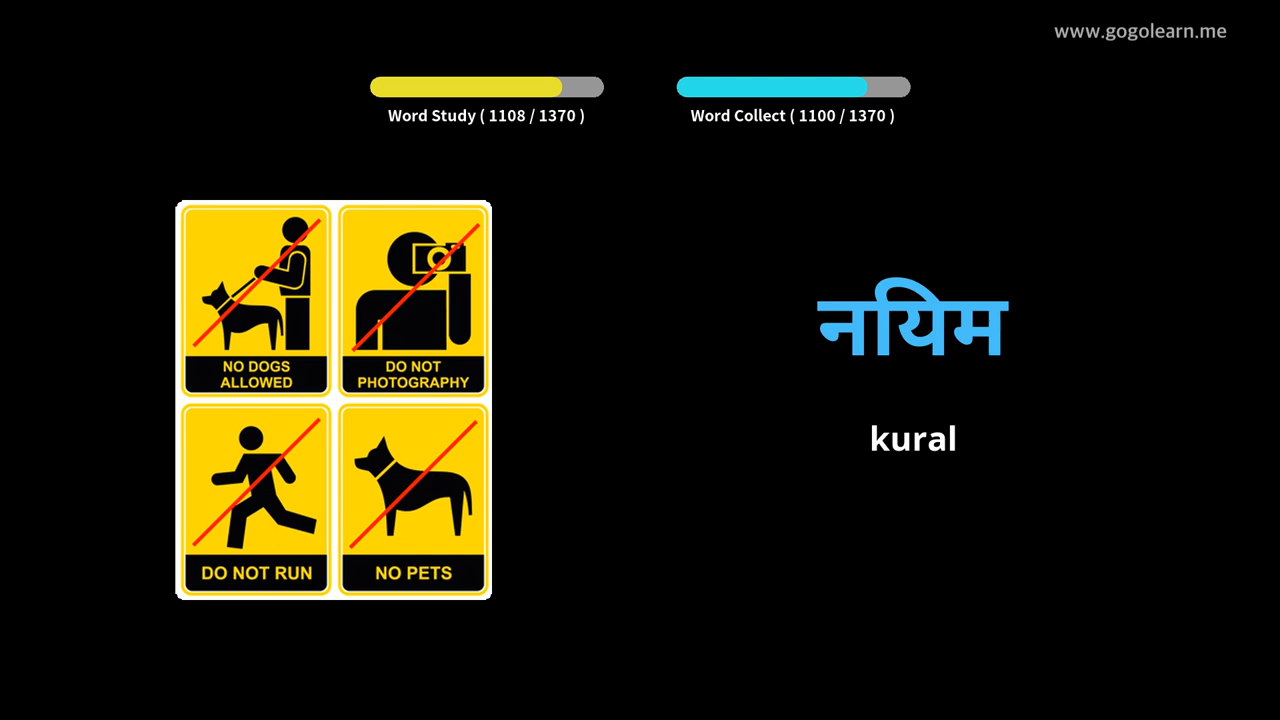 www.gogolearn.me
Word Study ( 1108 / 1370 )
Word Collect ( 1100 / 1370 )
NO DOGS
ALLOWED
DO NOT
PHOTOGRAPHY
DO NOT RUN
NO PETS
नयिम
kural